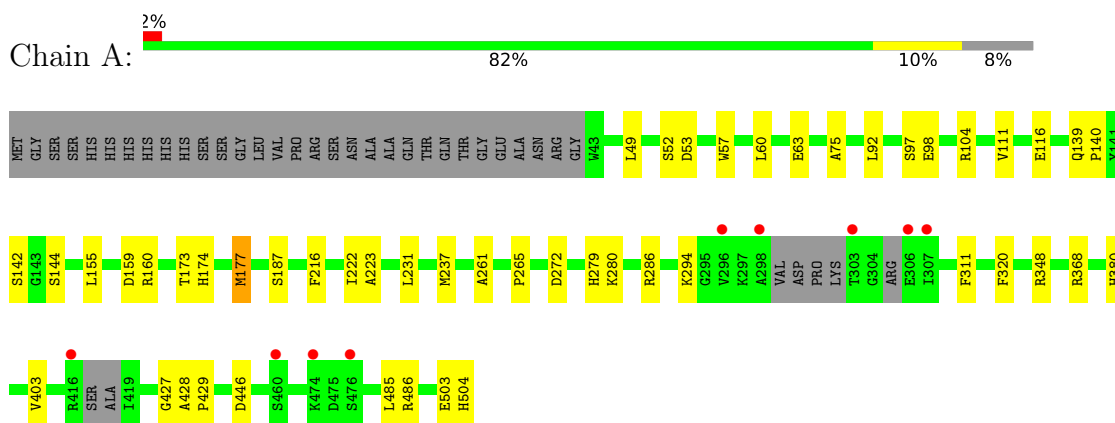 2%
Chain A:
82% 10% 8%
MET GLY SER SER HIS HIS HIS HIS HIS HIS SER SER GLY LEU VAL PRO ARG SER ASN ALA ALA GLN THR GLN THR GLY GLU ALA ASN ARG GLY W43 L49 S52 D53 W57 L60 E63 A75 L92 S97 E98 R104 V111 E116 Q139 P140 Y141
S142 G143 S144 L155 D159 R160 T173 H174 M177 S187 F216 I222 A223 L231 M237 A261 P265 D272 H279 K280 R286 K294 G295 V296 K297 A298 VAL ASP PRO LYS T303 G304 ARG E306 I307 F311 F320 R348 R368 H380
V403 R416 SER ALA I419 G427 A428 P429 D446 S460 K474 D475 S476 L485 R486 E503 H504